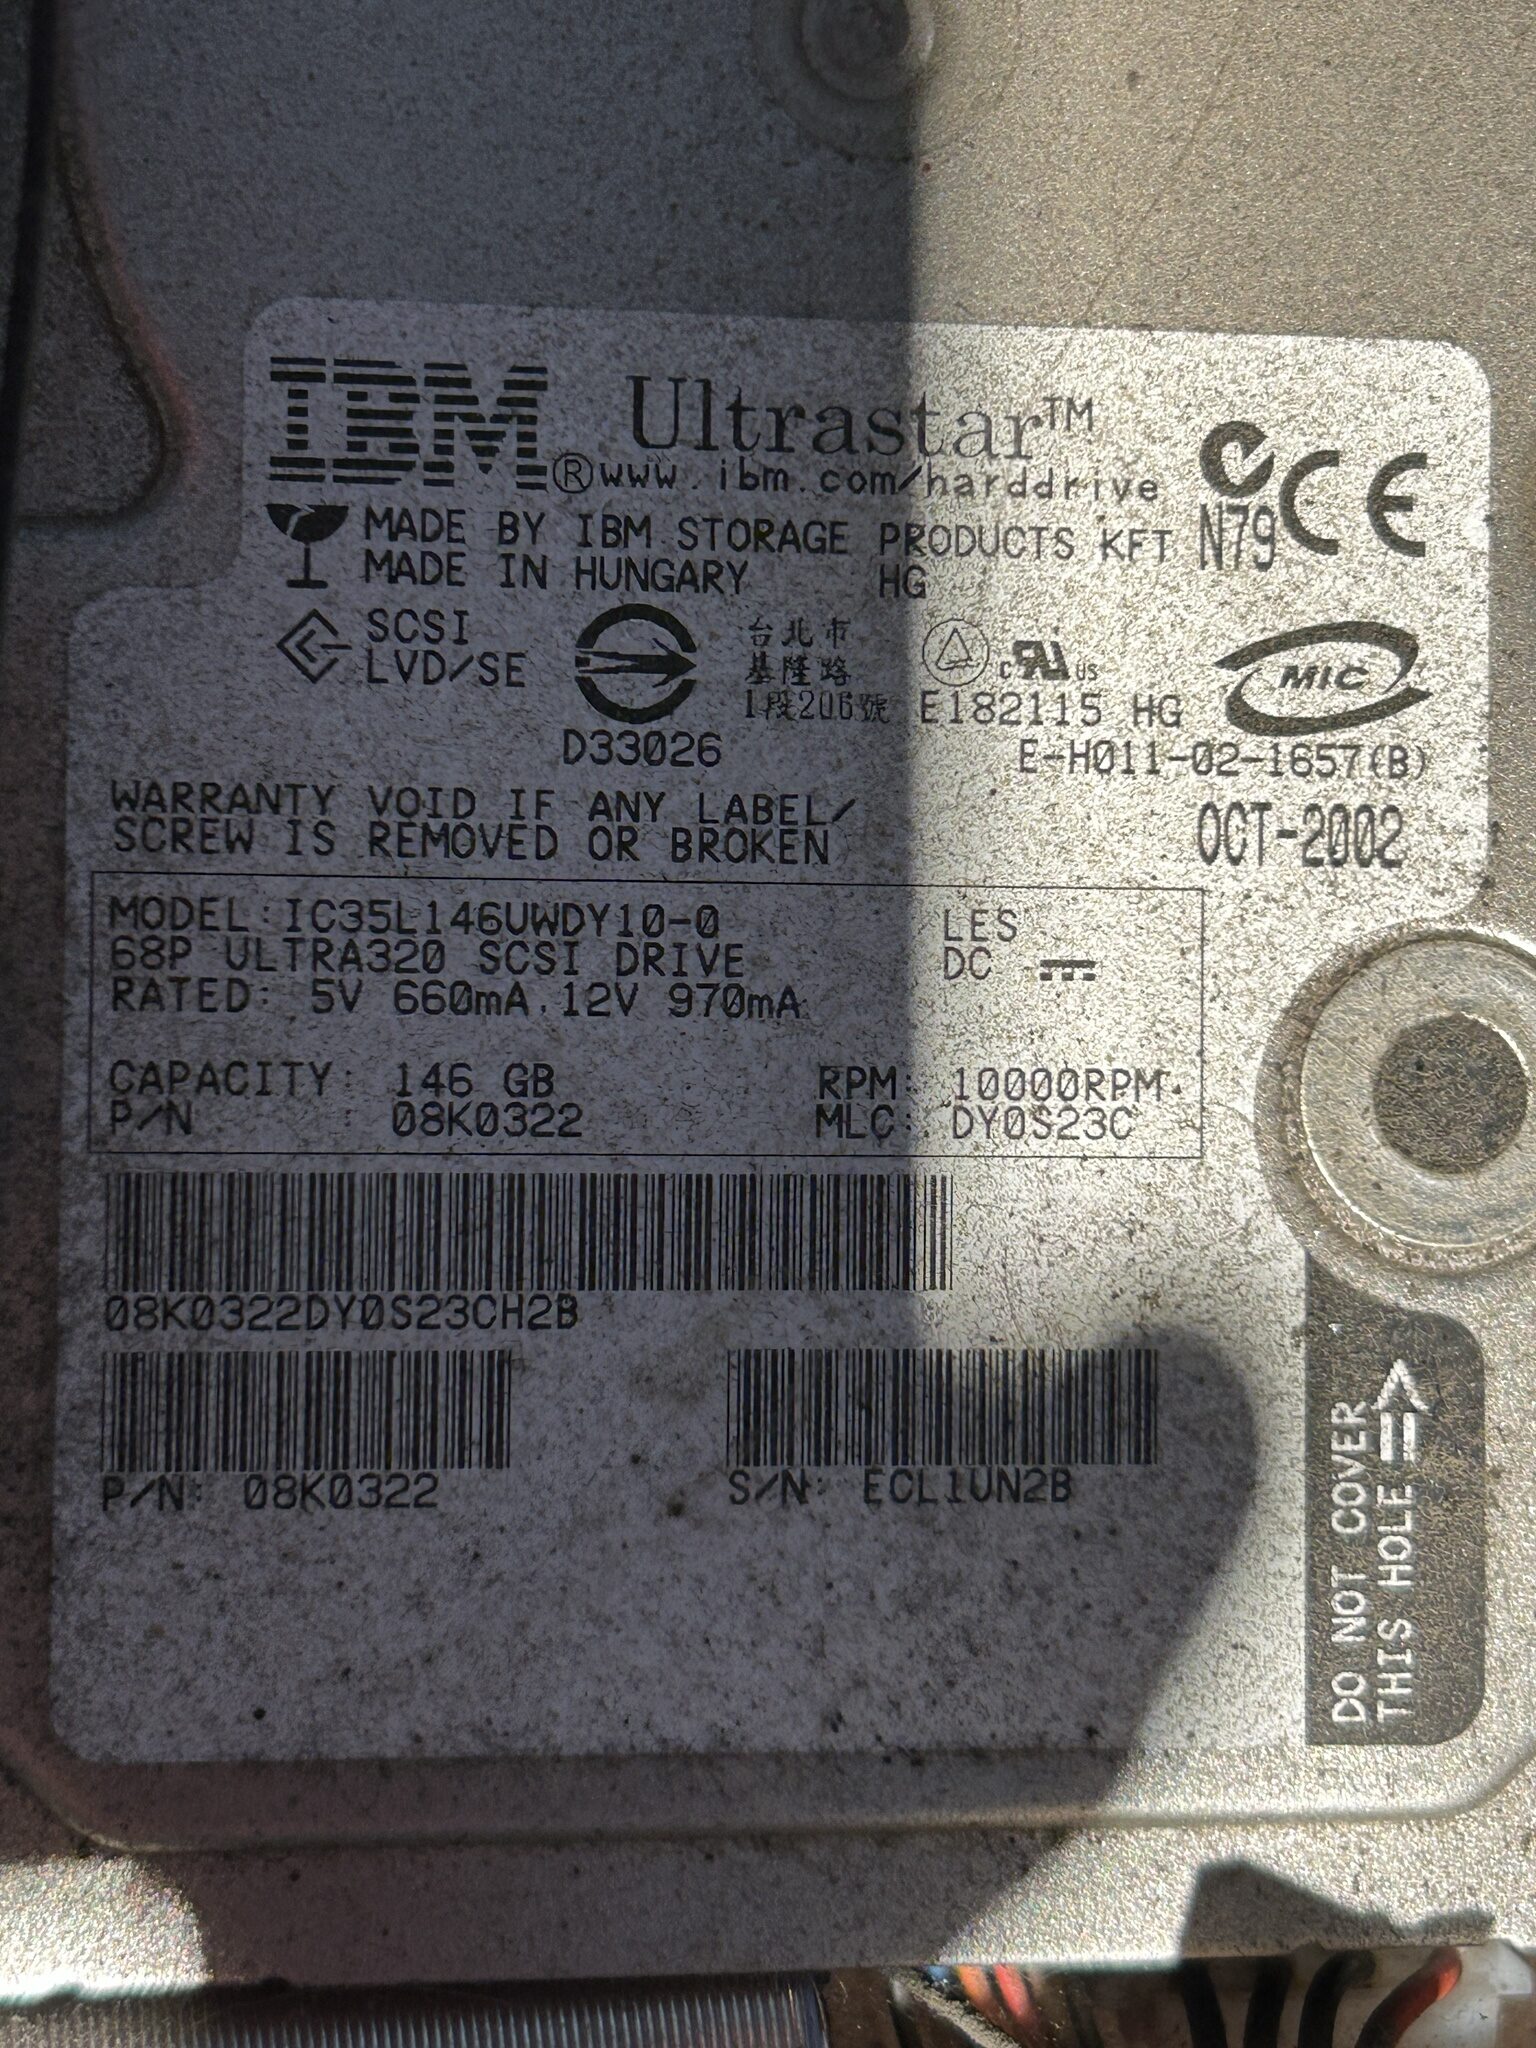 IBM® Ultrastar™
www.ibm.com/harddrive
MADE BY IBM STORAGE PRODUCTS KFT
MADE IN HUNGARY HG
N79 CE
SCSI
LVD/SE
D33026
台北市
基隆路
1段206號
c RU US
E182115 HG
MIC
E-H011-02-1657(B)
WARRANTY VOID IF ANY LABEL/
SCREW IS REMOVED OR BROKEN
OCT-2002
MODEL:IC35L146UWDY10-0 LES
68P ULTRA320 SCSI DRIVE DC
RATED: 5V 660mA,12V 970mA
CAPACITY: 146 GB RPM: 10000RPM
P/N 08K0322 MLC: DY0S23C
08K0322DY0S23CH2B
P/N: 08K0322
S/N: ECL1UN2B
DO NOT COVER
THIS HOLE ⇒